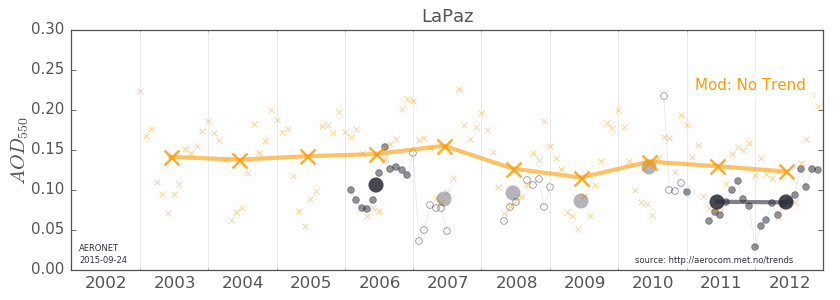 LaPaz
0.30
0.25
0.20
0.15
0.10
0.05
0.00
AOD550
Mod: No Trend
AERONET
2015-09-24
source: http://aerocom.met.no/trends
2002 2003 2004 2005 2006 2007 2008 2009 2010 2011 2012